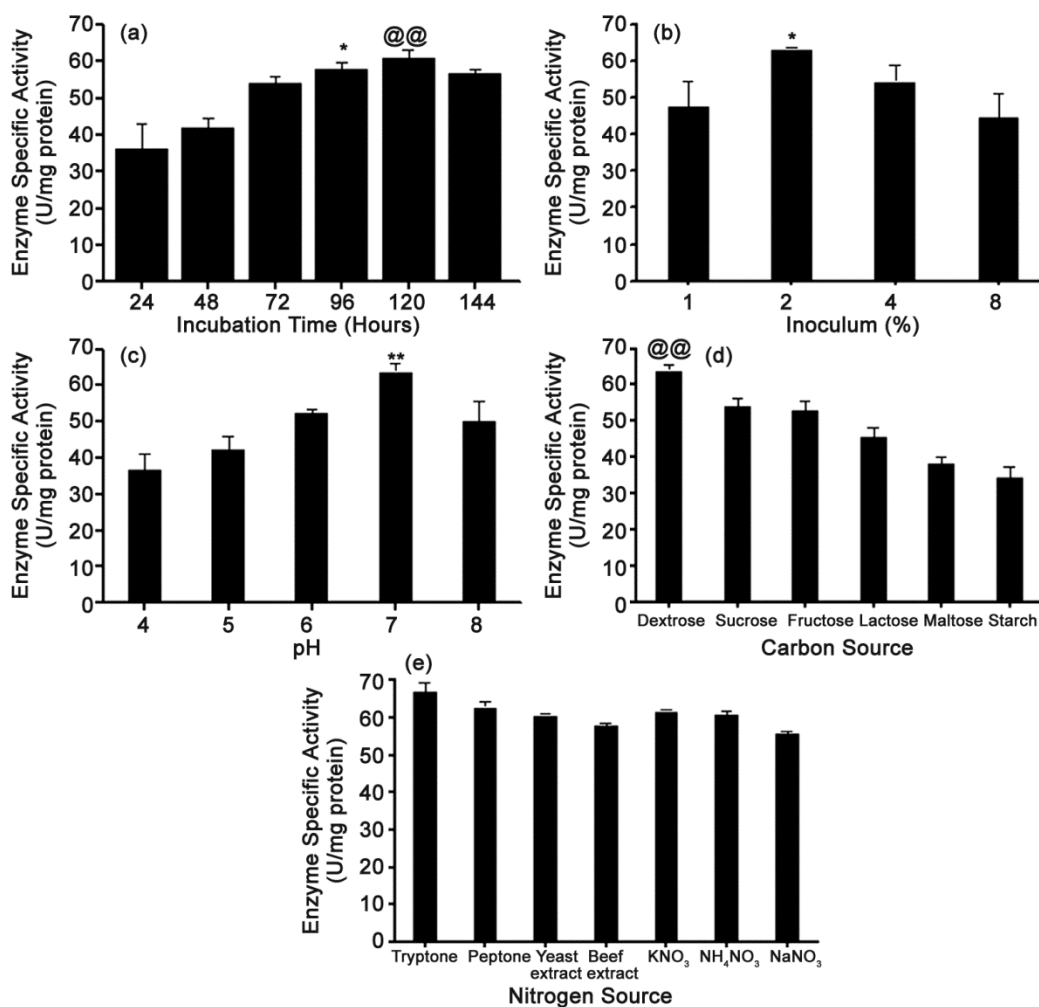 (a)
Enzyme Specific Activity
(U/mg protein)
70
60
50
40
30
20
10
0
*
@@
24 48 72 96 120 144
Incubation Time (Hours)
(b)
Enzyme Specific Activity
(U/mg protein)
70
60
50
40
30
20
10
0
*
1 2 4 8
Inoculum (%)
(c)
Enzyme Specific Activity
(U/mg protein)
70
60
50
40
30
20
10
0
**
4 5 6 7 8
pH
@@
(d)
Enzyme Specific Activity
(U/mg protein)
70
60
50
40
30
20
10
0
Dextrose Sucrose Fructose Lactose Maltose Starch
Carbon Source
(e)
Enzyme Specific Activity
(U/mg protein)
70
60
50
40
30
20
10
0
Tryptone Peptone Yeast Beef KNO₃ NH₄NO₃ NaNO₃
extract extract
Nitrogen Source